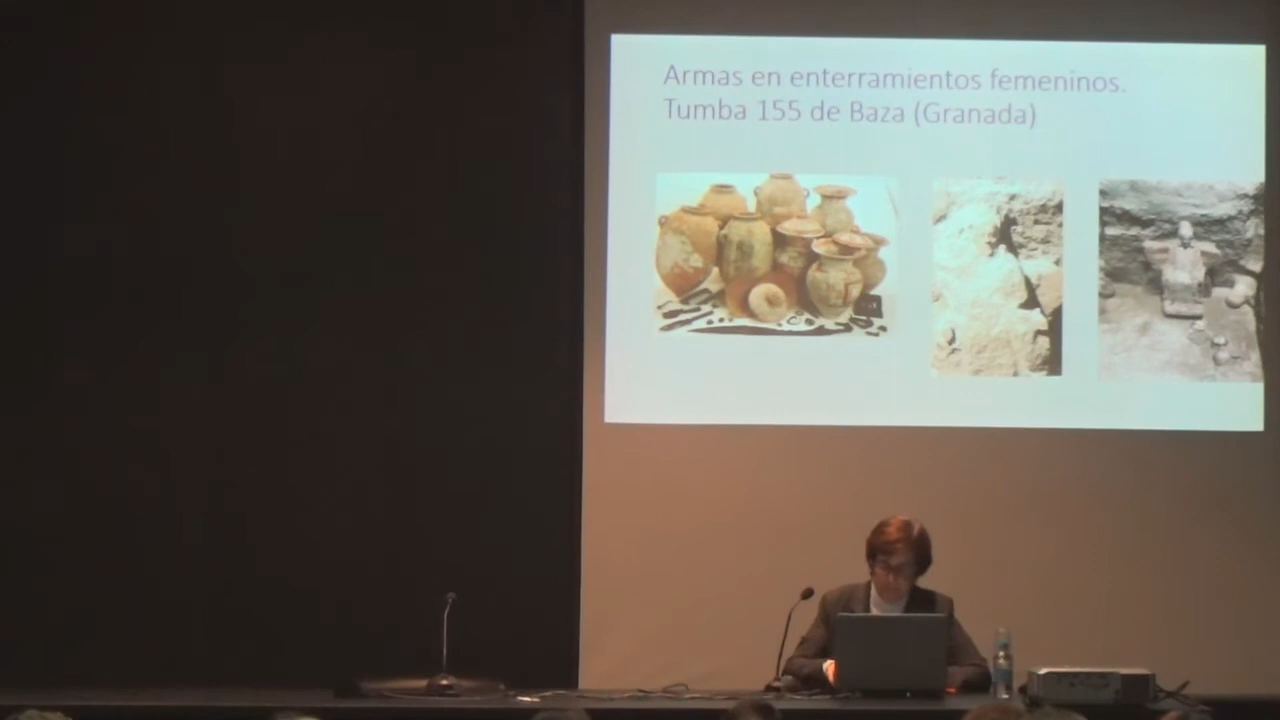 Armas en enterramientos femeninos.
Tumba 155 de Baza (Granada)